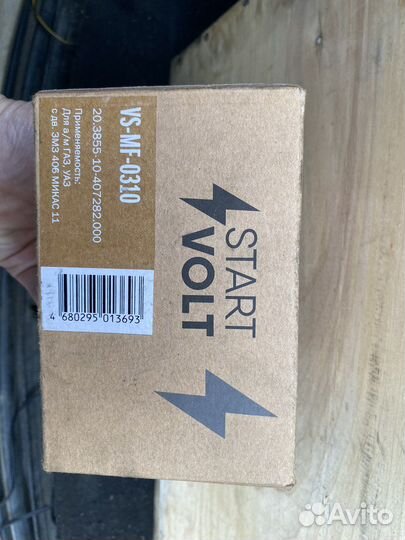 VS-MF-0310
20.3855-10-407282.000
Применяемость:
Для а/м ГАЗ, УАЗ
с дв. ЗМЗ 406 МИКАС 11
START
VOLT
4 680295 013693
Avito